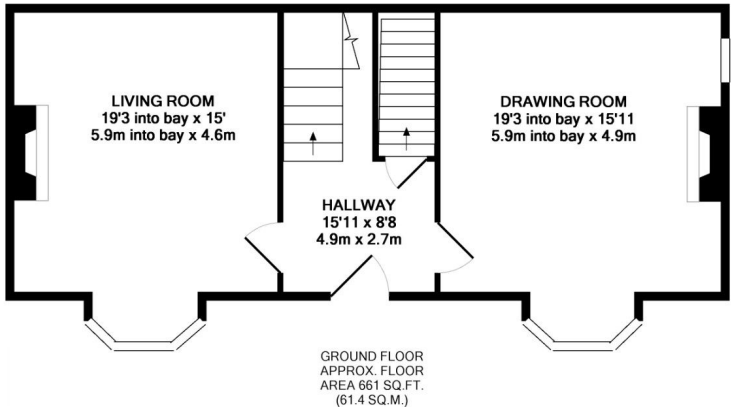 LIVING ROOM
19'3 into bay x 15'
5.9m into bay x 4.6m
DRAWING ROOM
19'3 into bay x 15'11
5.9m into bay x 4.9m
HALLWAY
15'11 x 8'8
4.9m x 2.7m
GROUND FLOOR
APPROX. FLOOR
AREA 661 SQ.FT.
(61.4 SQ.M.)